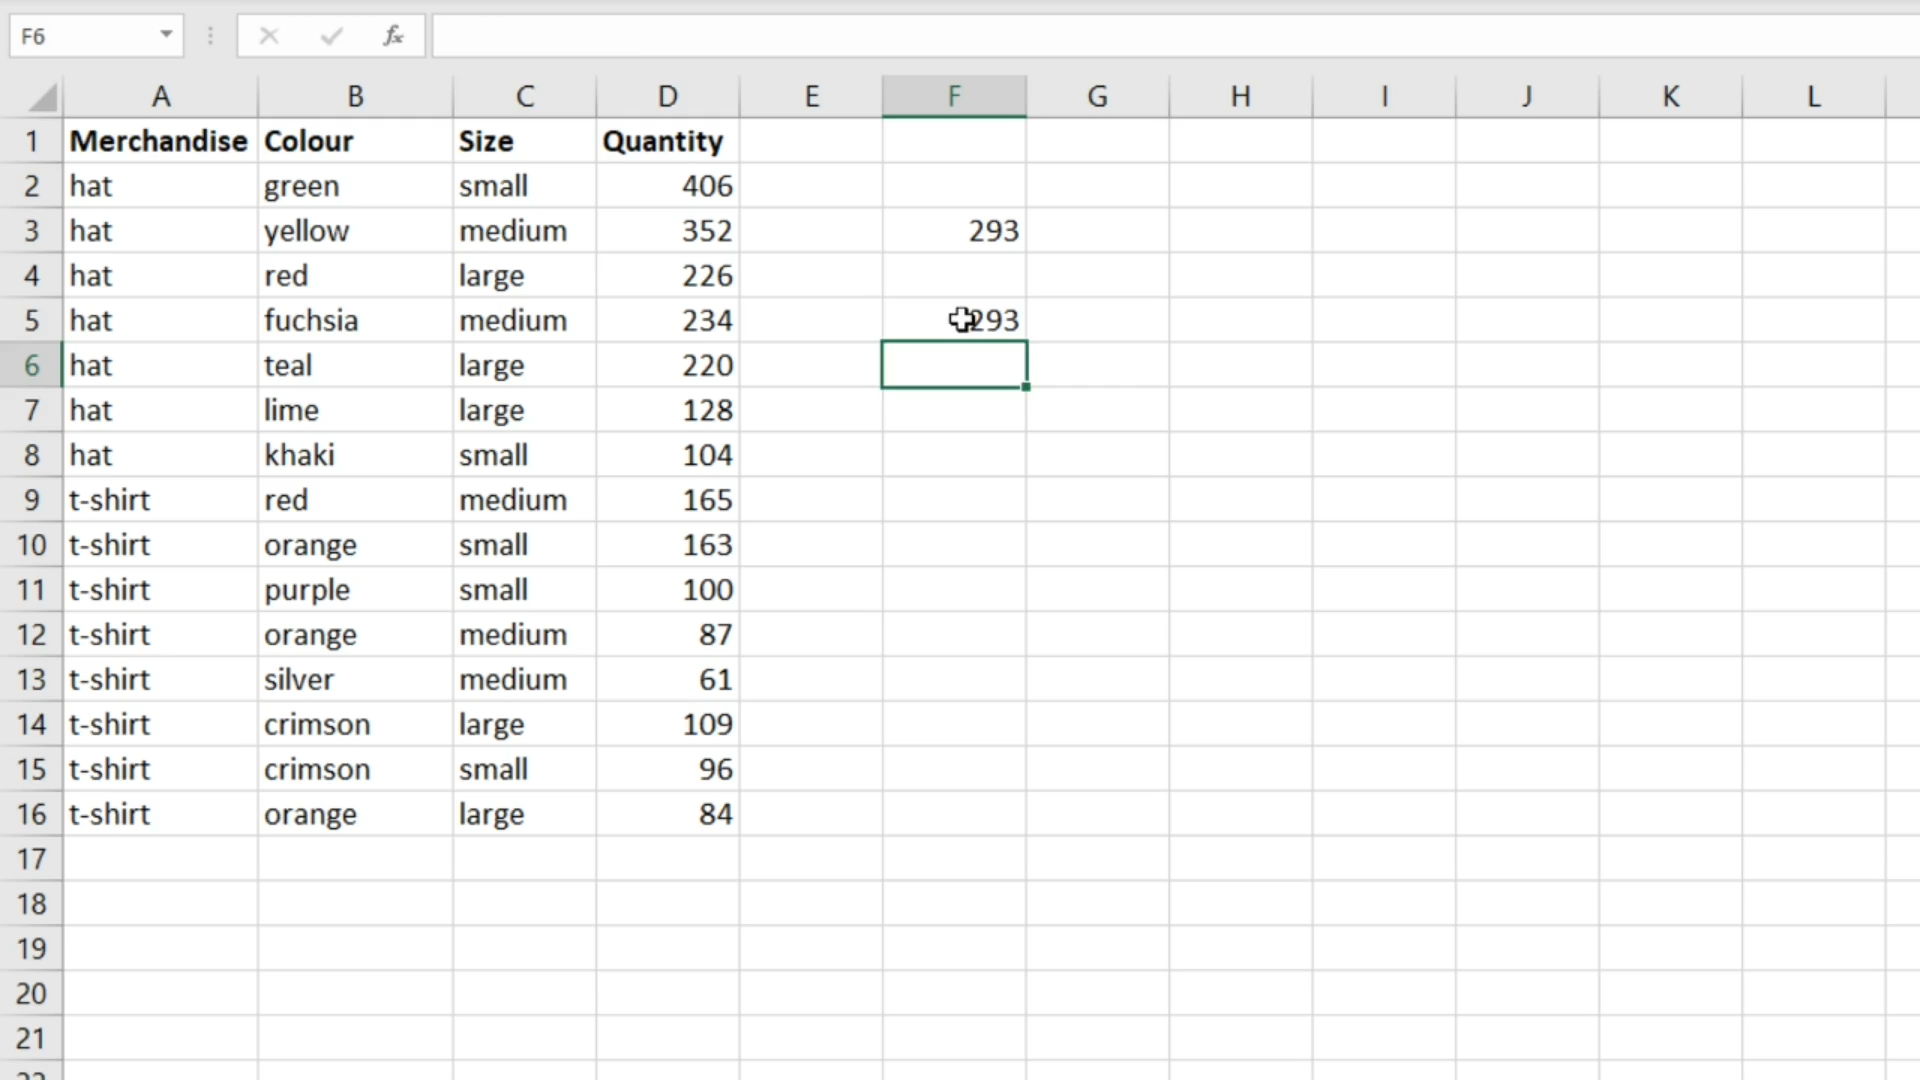 F6 fx
A B C D E F G H I J K L
1 Merchandise Colour Size Quantity
2 hat green small 406
3 hat yellow medium 352 293
4 hat red large 226
5 hat fuchsia medium 234 293
6 hat teal large 220
7 hat lime large 128
8 hat khaki small 104
9 t-shirt red medium 165
10 t-shirt orange small 163
11 t-shirt purple small 100
12 t-shirt orange medium 87
13 t-shirt silver medium 61
14 t-shirt crimson large 109
15 t-shirt crimson small 96
16 t-shirt orange large 84
17
18
19
20
21